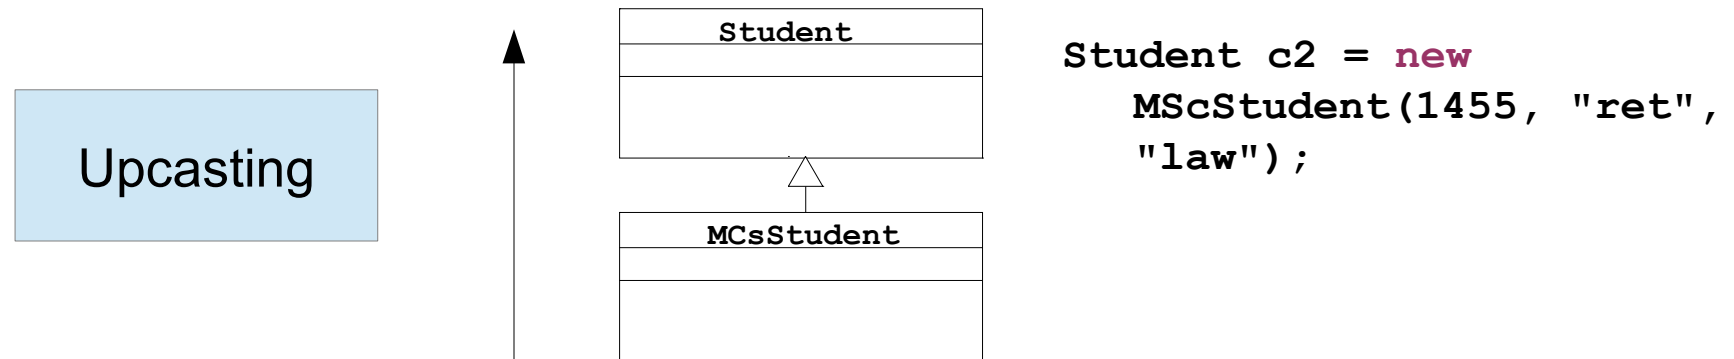 Upcasting
Student
MCsStudent
Student c2 = new
MScStudent(1455, "ret",
"law");